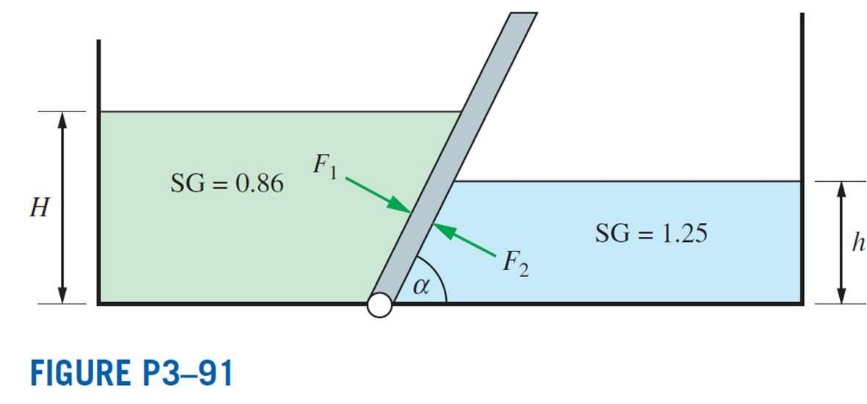 H
SG = 0.86
F1
SG = 1.25
F2
α
h
FIGURE P3–91